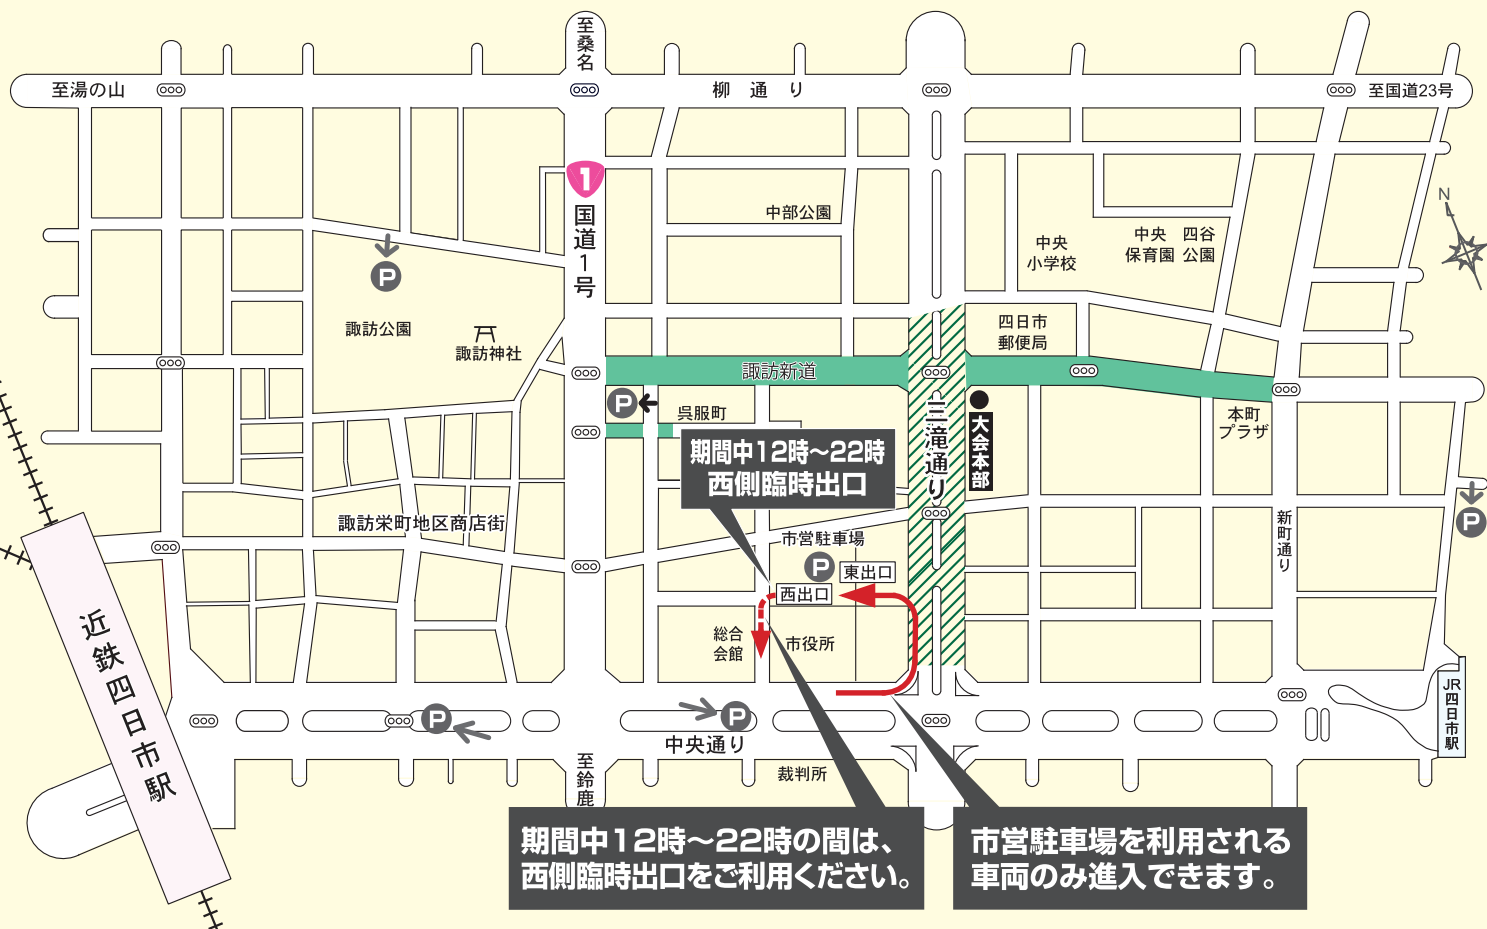 至桑名
至湯の山
柳通り
至国道23号
1
国道1号
中部公園
中央
小学校
中央
保育園
四谷
公園
N
P
諏訪公園
諏訪神社
四日市
郵便局
諏訪新道
P
呉服町
三滝通り
大会本部
本町
プラザ
期間中12時〜22時
西側臨時出口
諏訪栄町地区商店街
市営駐車場
P
東出口
西出口
新町通り
P
総合
会館
市役所
近鉄四日市駅
JR四日市駅
P
P
中央通り
至鈴鹿
裁判所
期間中12時〜22時の間は、
西側臨時出口をご利用ください。
市営駐車場を利用される
車両のみ進入できます。